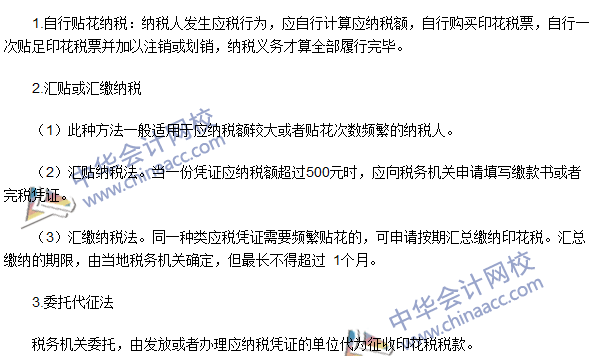 1.自行贴花纳税：纳税人发生应税行为，应自行计算应纳税额，自行购买印花税票，自行一
次贴足印花税票并加以注销或划销，纳税义务才算全部履行完毕。
2.汇贴或汇缴纳税
（1）此种方法一般适用于应纳税额较大或者贴花次数频繁的纳税人。
（2）汇贴纳税法。当一份凭证应纳税额超过500元时，应向税务机关申请填写缴款书或者
完税凭证。
（3）汇缴纳税法。同一种类应税凭证需要频繁贴花的，可申请按期汇总缴纳印花税。汇总
缴纳的期限，由当地税务机关确定，但最长不得超过 1个月。
3.委托代征法
税务机关委托，由发放或者办理应纳税凭证的单位代为征收印花税税款。
中华会计网校
www.chinaacc.com
中华会计网校
www.chinaacc.com